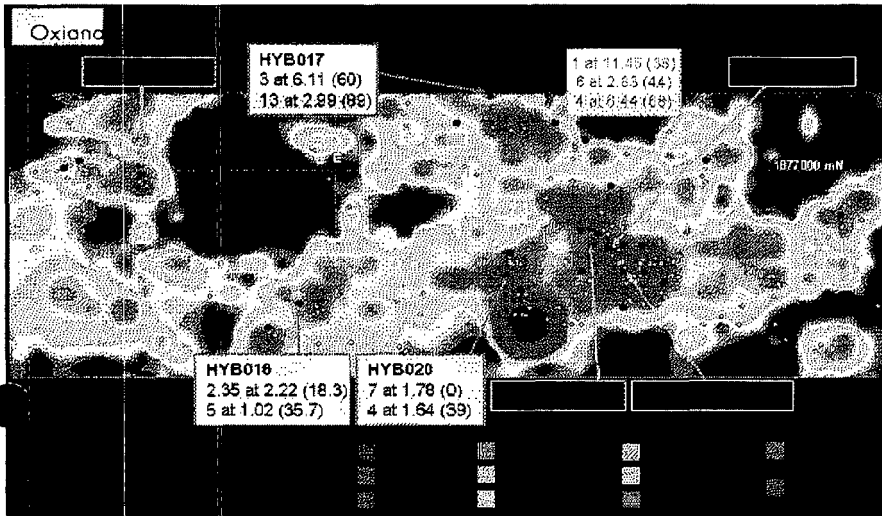 Oxiana
HYB017
3 at 6.11 (60)
13 at 2.99 (89)
1 at 11.45 (38)
6 at 2.63 (44)
4 at 6.44 (68)
1877000 mN
HYB018
2.35 at 2.22 (18.3)
5 at 1.02 (35.7)
HYB020
7 at 1.78 (0)
4 at 1.64 (39)